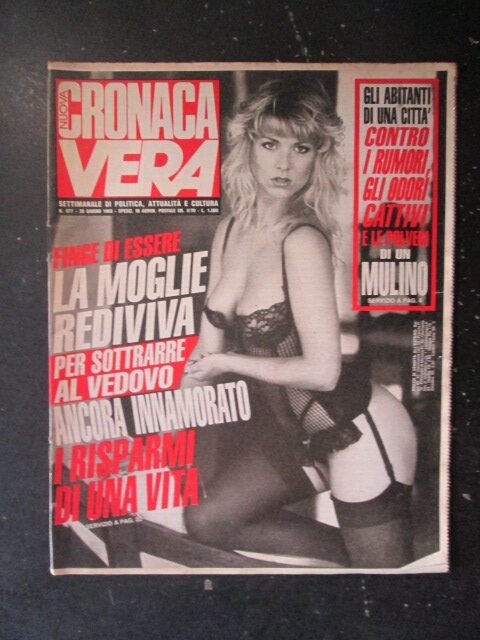 NUOVA
CRONACA
VERA
SETTIMANALE DI POLITICA, ATTUALITÀ E CULTURA
FINGE DI ESSERE
LA MOGLIE
REDIVIVA
PER SOTTRARRE
AL VEDOVO
ANCORA INNAMORATO
I RISPARMI
DI UNA VITA
SERVIZIO A PAG.
GLI ABITANTI
DI UNA CITTA'
CONTRO
I RUMORI,
GLI ODORI
CATTIVI
E LE POLVERI
DI UN
MULINO
SERVIZIO A PAG. 4